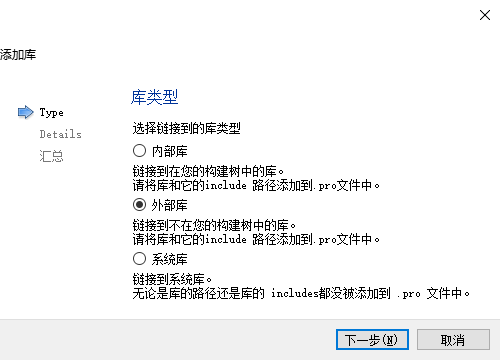 添加库
Type
Details
汇总
库类型
选择链接到的库类型
内部库
链接到在您的构建树中的库。
请将库和它的include 路径添加到.pro文件中。
外部库
链接到不在您的构建树中的库。
请将库和它的include 路径添加到.pro文件中。
系统库
链接到系统库。
无论是库的路径还是库的 includes都没被添加到 .pro 文件中。
下一步(N)
取消